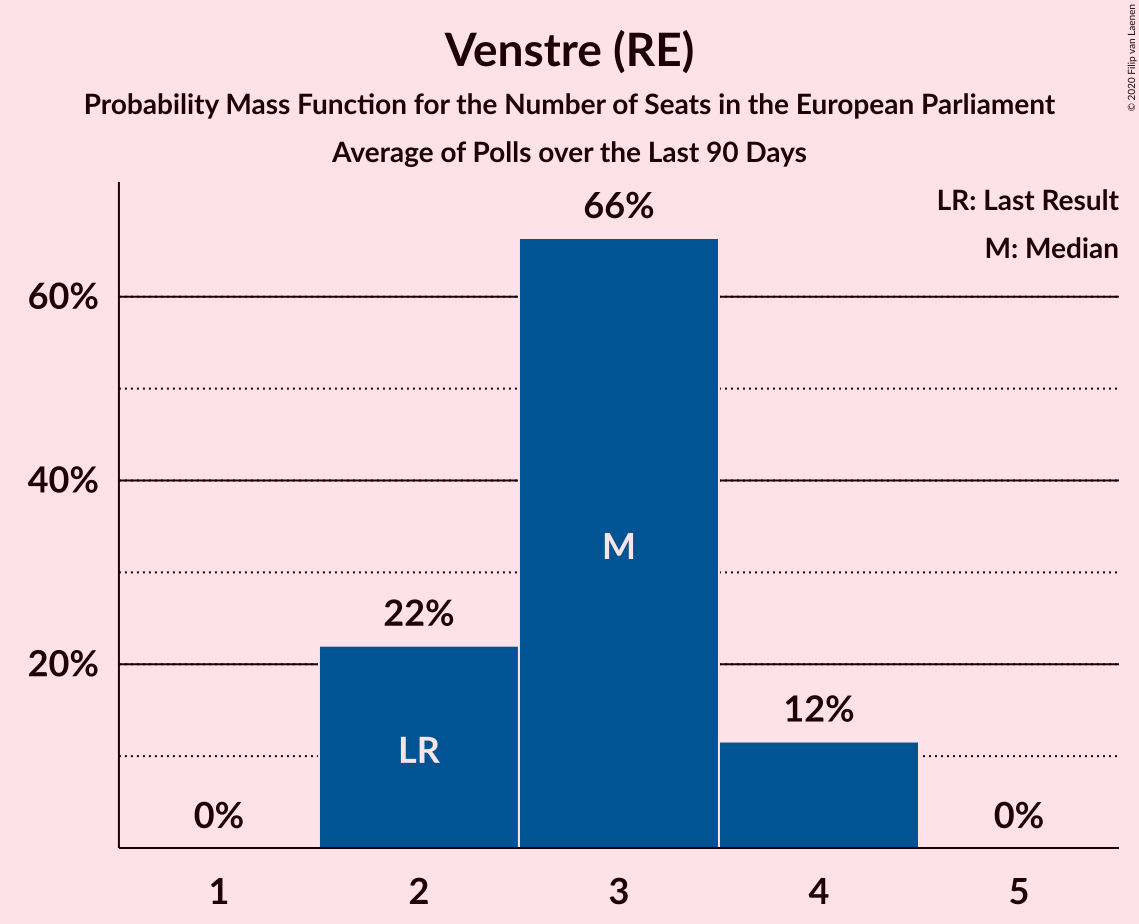 Venstre (RE)
Probability Mass Function for the Number of Seats in the European Parliament
Average of Polls over the Last 90 Days
© 2020 Filip van Laenen
LR: Last Result
M: Median
66%
60%
40%
M
22%
20%
12%
LR
0%
0%
1 2 3 4 5